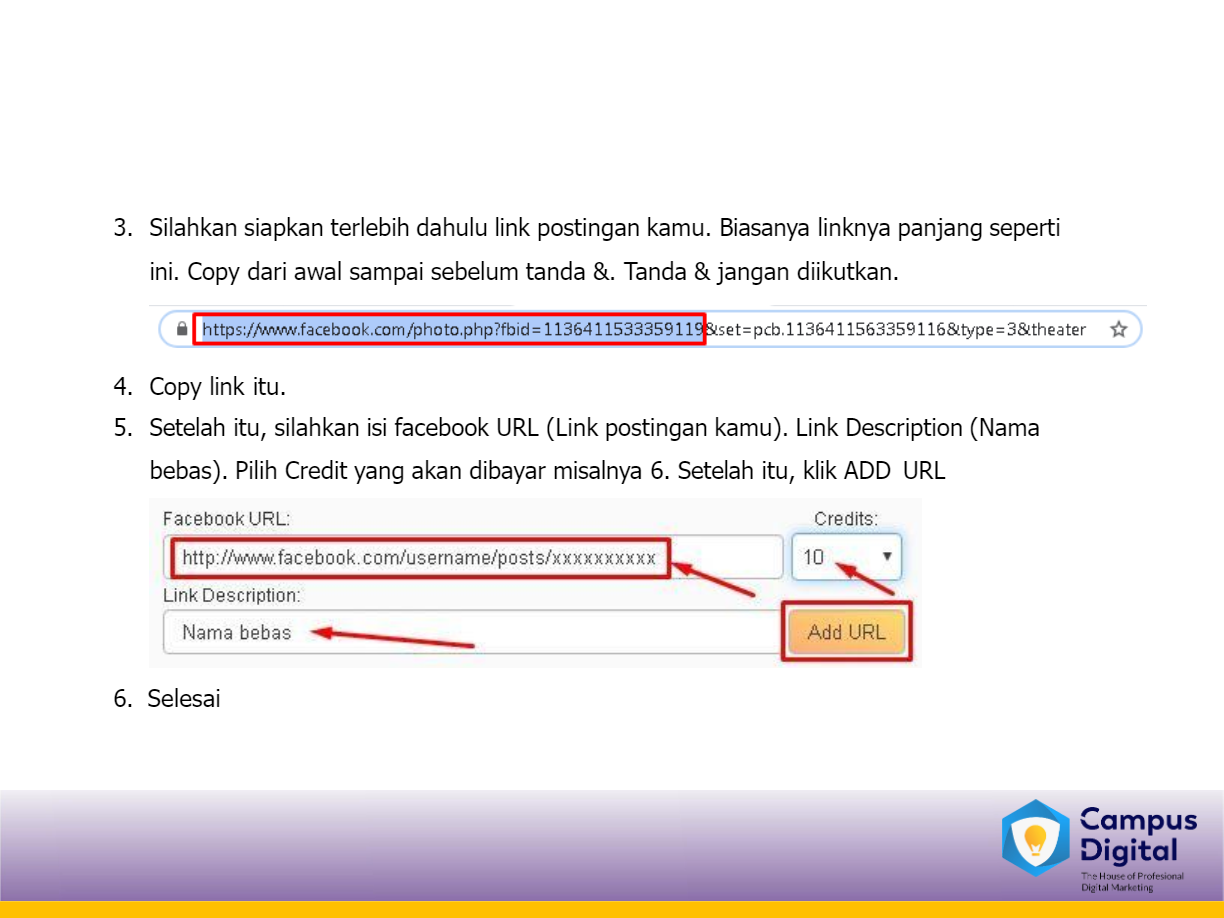 3. Silahkan siapkan terlebih dahulu link postingan kamu. Biasanya linknya panjang seperti
ini. Copy dari awal sampai sebelum tanda &. Tanda & jangan diikutkan.
https://www.facebook.com/photo.php?fbid=1136411533359119&set=pcb.1136411563359116&type=3&theater
4. Copy link itu.
5. Setelah itu, silahkan isi facebook URL (Link postingan kamu). Link Description (Nama
bebas). Pilih Credit yang akan dibayar misalnya 6. Setelah itu, klik ADD URL
Facebook URL: Credits:
http://www.facebook.com/username/posts/xxxxxxxxxx 10
Link Description:
Nama bebas Add URL
6. Selesai
Campus
Digital
The House of Profesional
Digital Marketing